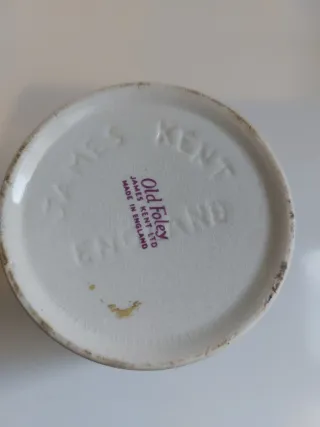 JAMES KENT
Old Foley
JAMES KENT LTD
MADE IN ENGLAND
ENGLAND